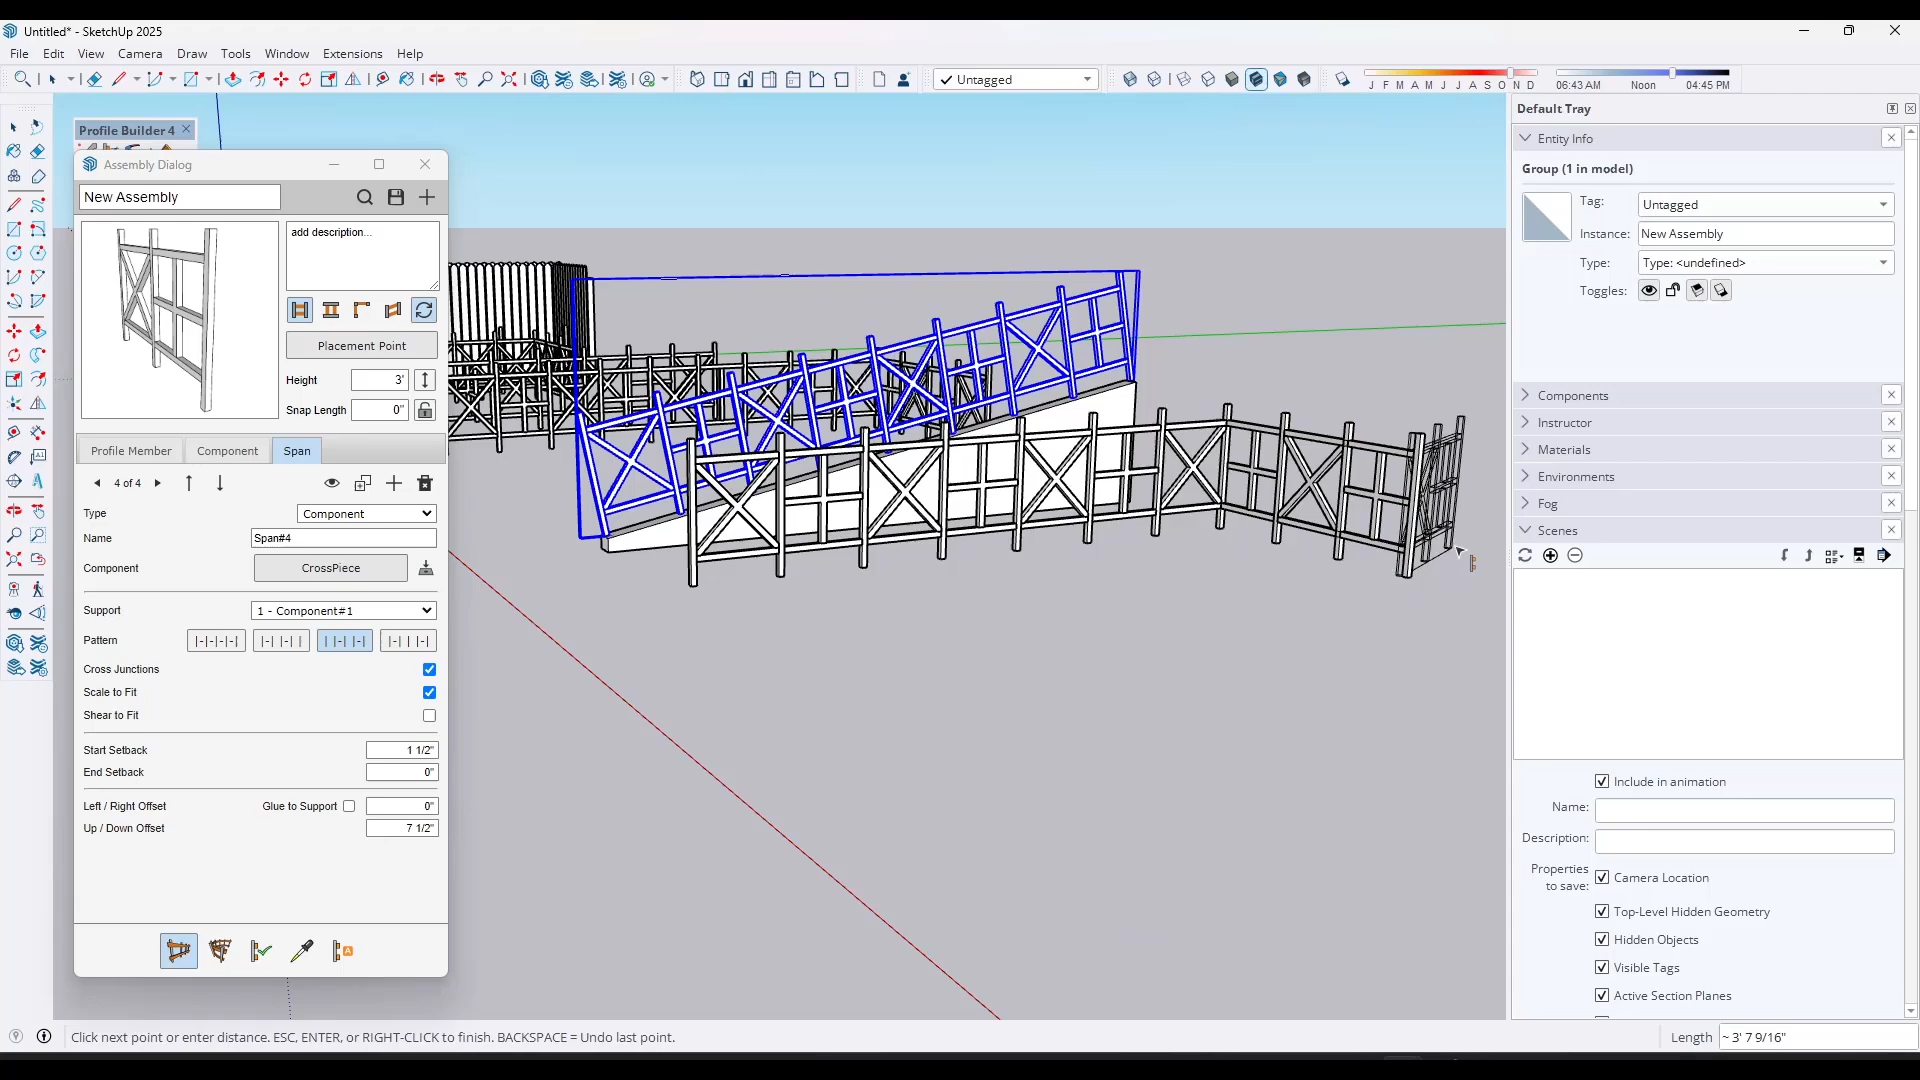 Untitled* - SketchUp 2025
File Edit View Camera Draw Tools Window Extensions Help
Untagged
J F M A M J J A S O N D
06:43 AM Noon 04:45 PM
Profile Builder 4
Assembly Dialog
New Assembly
add description...
Placement Point
Height 3'
Snap Length 0"
Profile Member Component Span
4 of 4
Type Component
Name Span#4
Component CrossPiece
Support 1 - Component#1
Pattern |-|-|-|-| |-| |-| | | |-| |-| |-| | |-|
Cross Junctions
Scale to Fit
Shear to Fit
Start Setback 1 1/2"
End Setback 0"
Left / Right Offset Glue to Support 0"
Up / Down Offset 7 1/2"
Default Tray
Entity Info
Group (1 in model)
Tag: Untagged
Instance: New Assembly
Type: Type: <undefined>
Toggles:
Components
Instructor
Materials
Environments
Fog
Scenes
Include in animation
Name:
Description:
Properties to save:
Camera Location
Top-Level Hidden Geometry
Hidden Objects
Visible Tags
Active Section Planes
Click next point or enter distance. ESC, ENTER, or RIGHT-CLICK to finish. BACKSPACE = Undo last point.
Length ~ 3' 7 9/16"